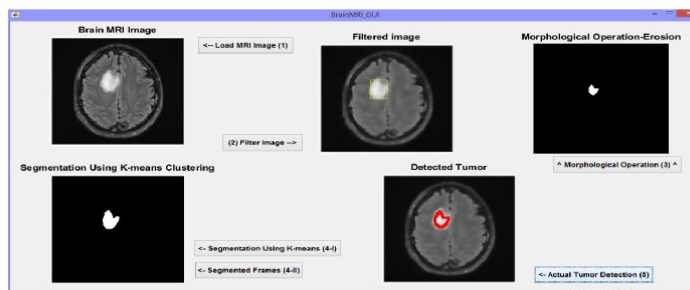 BrainMRI_GUI
Brain MRI Image
<-- Load MRI Image (1)
Filtered image
Morphological Operation-Erosion
(2) Filter image -->
^ Morphological Operation (3) ^
Segmentation Using K-means Clustering
Detected Tumor
<- Segmentation Using K-means (4-I)
<- Segmented Frames (4-II)
<- Actual Tumor Detection (5)